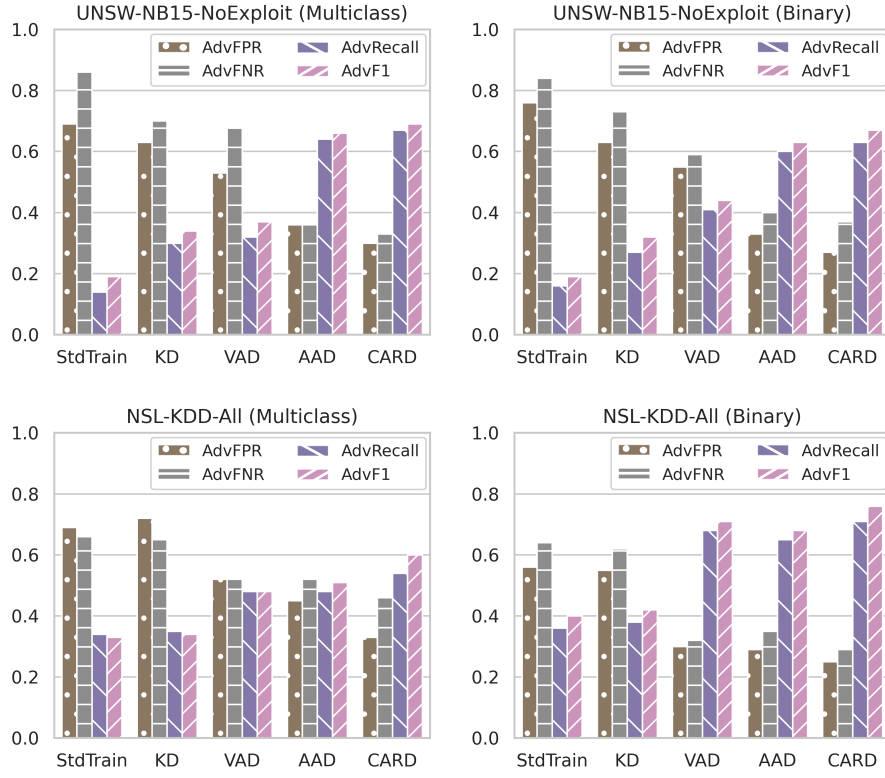 UNSW-NB15-NoExploit (Multiclass)
1.0
0.8
0.6
0.4
0.2
0.0
AdvFPR
AdvFNR
AdvRecall
AdvF1
StdTrain KD VAD AAD CARD
UNSW-NB15-NoExploit (Binary)
1.0
0.8
0.6
0.4
0.2
0.0
AdvFPR
AdvFNR
AdvRecall
AdvF1
StdTrain KD VAD AAD CARD
NSL-KDD-All (Multiclass)
1.0
0.8
0.6
0.4
0.2
0.0
AdvFPR
AdvFNR
AdvRecall
AdvF1
StdTrain KD VAD AAD CARD
NSL-KDD-All (Binary)
1.0
0.8
0.6
0.4
0.2
0.0
AdvFPR
AdvFNR
AdvRecall
AdvF1
StdTrain KD VAD AAD CARD